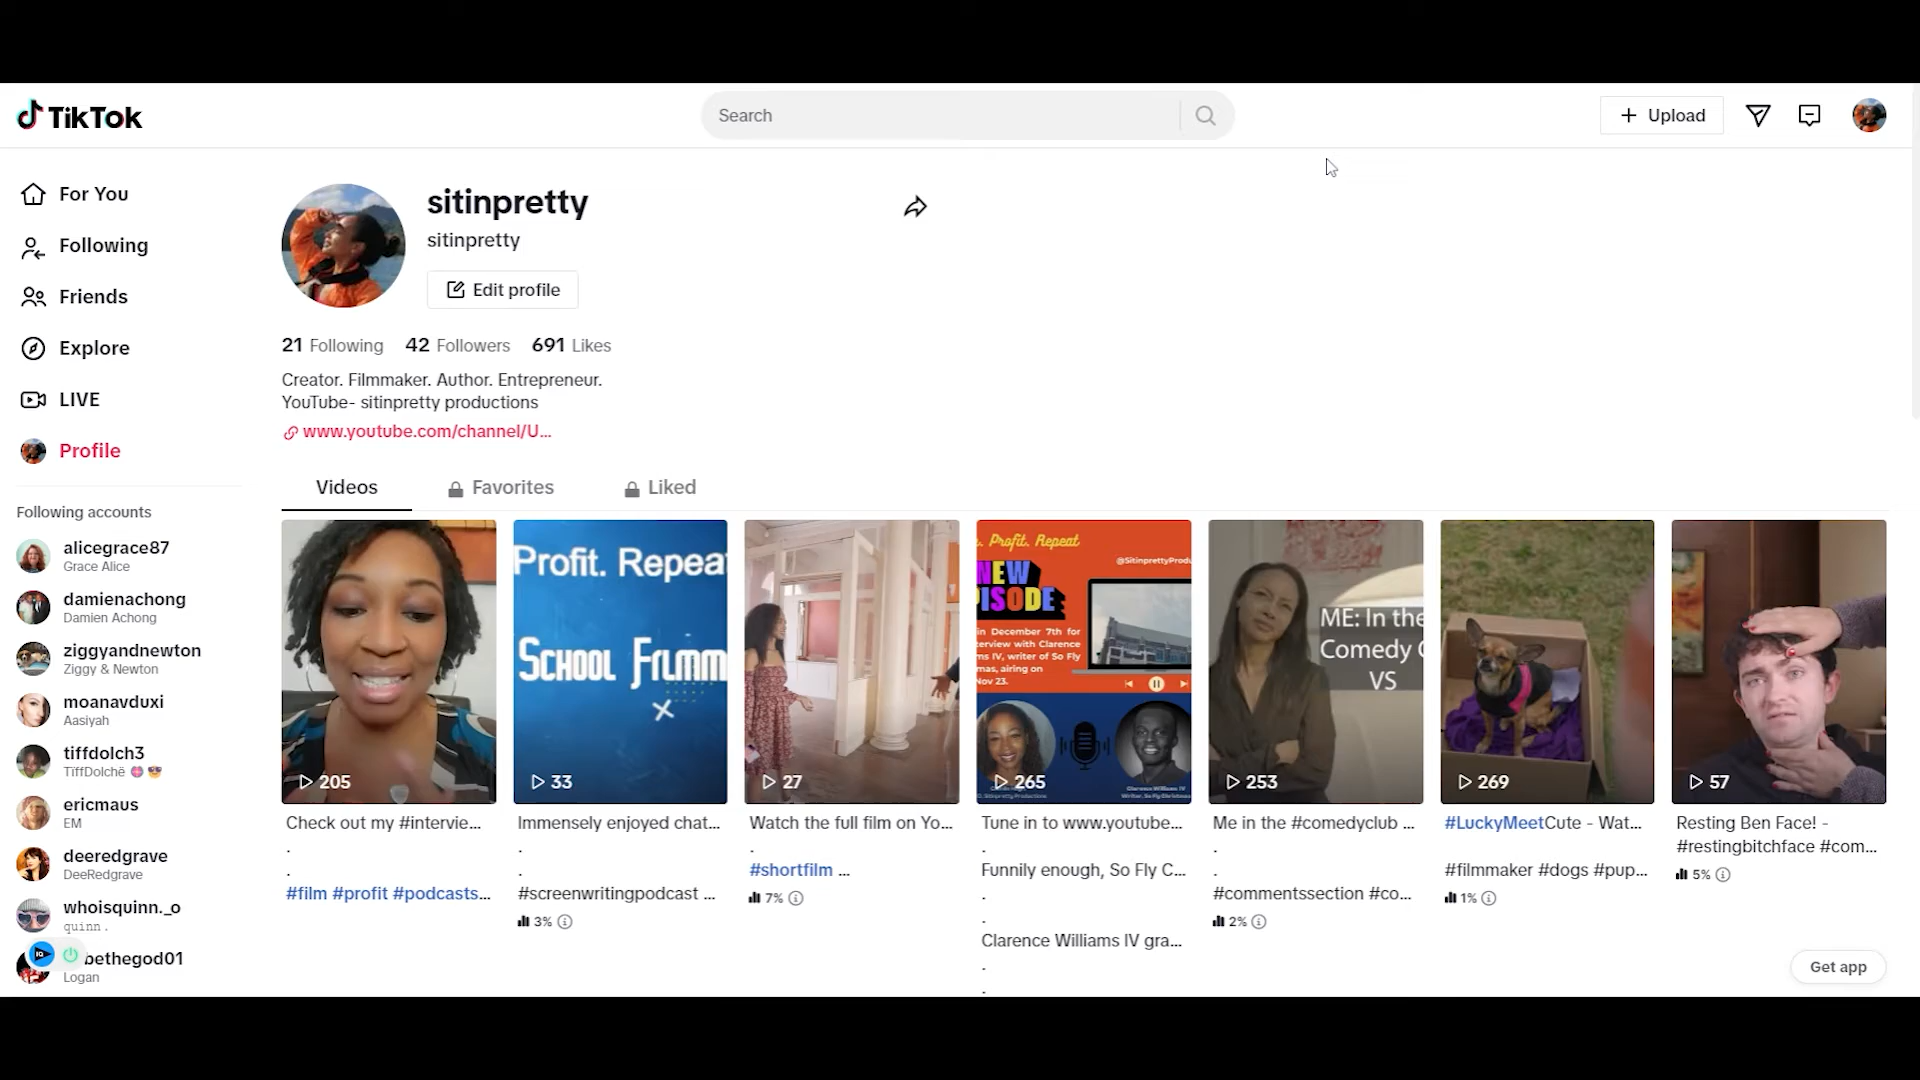 TikTok
Search
Upload
For You
Following
Friends
Explore
LIVE
Profile
Following accounts
alicegrace87
Grace Alice
damienachong
Damien Achong
ziggyandnewton
Ziggy & Newton
moanavduxi
Aasiyah
tiffdolch3
TïffDolchë
ericmaus
EM
deeredgrave
DeeRedgrave
whoisquinn._o
quinn .
bethegod01
Logan
sitinpretty
sitinpretty
Edit profile
21 Following 42 Followers 691 Likes
Creator. Filmmaker. Author. Entrepreneur.
YouTube- sitinpretty productions
www.youtube.com/channel/U...
Videos Favorites Liked
205
Check out my #intervie...
.
.
#film #profit #podcasts...
Profit. Repeat
School Filmm
33
Immensely enjoyed chat...
.
.
#screenwritingpodcast ...
3%
27
Watch the full film on Yo...
.
#shortfilm ...
7%
. Profit. Repeat
@SitinprettyProdu
NEW
PISODE
in December 7th for
erview with Clarence
ms IV, writer of So Fly
mas, airing on
Nov 23.
265
Clarence Williams IV
Writer, So Fly Christmas
Tune in to www.youtube...
.
Funnily enough, So Fly C...
.
.
Clarence Williams IV gra...
.
.
ME: In the
Comedy C
VS
253
Me in the #comedyclub ...
.
.
#commentssection #co...
2%
269
#LuckyMeetCute - Wat...
#filmmaker #dogs #pup...
1%
57
Resting Ben Face! -
#restingbitchface #com...
5%
Get app